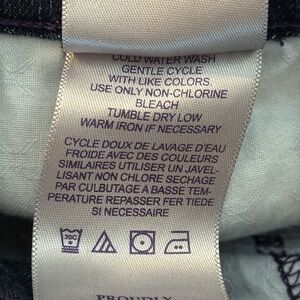 COLD WATER WASH
GENTLE CYCLE
WITH LIKE COLORS.
USE ONLY NON-CHLORINE
BLEACH
TUMBLE DRY LOW
WARM IRON IF NECESSARY
CYCLE DOUX DE LAVAGE D'EAU
FROIDE AVEC DES COULEURS
SIMILAIRES UTILISER UN JAVEL-
LISANT NON CHLORE SECHAGE
PAR CULBUTAGE A BASSE TEM-
PERATURE REPASSER FER TIEDE
SI NECESSAIRE
30C
PROUDLY